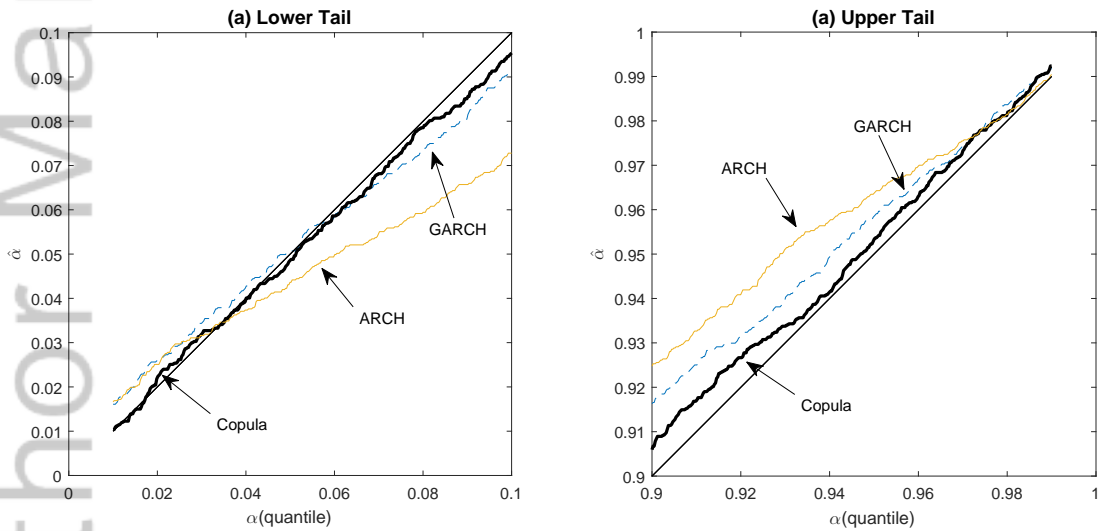 (a) Lower Tail
0.1
0.09
0.08
0.07
0.06
0.05
0.04
0.03
0.02
0.01
0
α̂
GARCH
ARCH
Copula
0
0.02
0.04
0.06
0.08
0.1
α(quantile)
(a) Upper Tail
1
0.99
0.98
0.97
0.96
0.95
0.94
0.93
0.92
0.91
0.9
α̂
GARCH
ARCH
Copula
0.9
0.92
0.94
0.96
0.98
1
α(quantile)
thor Ma